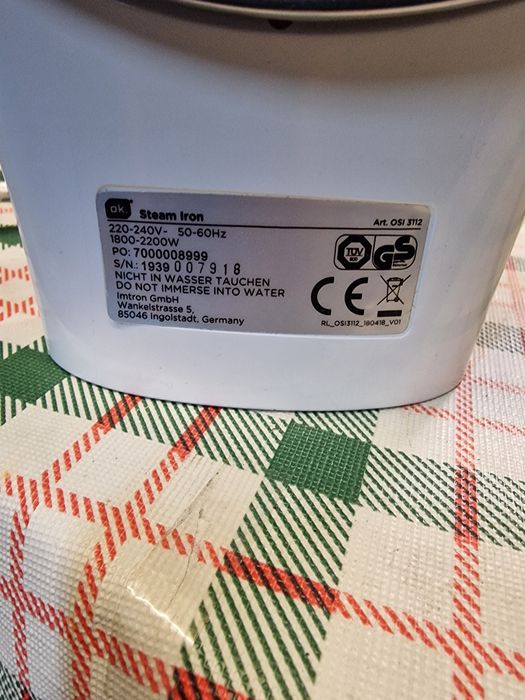 ok.
Steam Iron
Art. OSI 3112
220-240V~ 50-60Hz
1800-2200W
PO: 7000008999
S/N.: 1939 007918
NICHT IN WASSER TAUCHEN
DO NOT IMMERSE INTO WATER
Imtron GmbH
Wankelstrasse 5,
85046 Ingolstadt, Germany
TÜV
GS
CE
RL_OSI3112_180418_V01